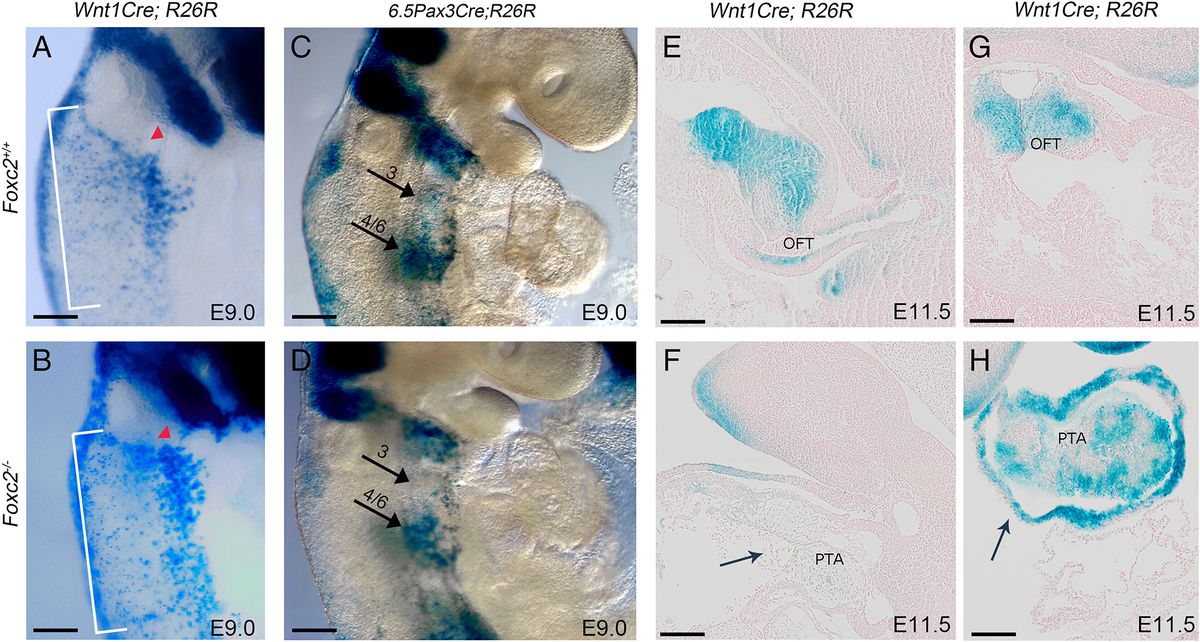 Wnt1Cre; R26R
6.5Pax3Cre;R26R
Wnt1Cre; R26R
Wnt1Cre; R26R
Foxc2+/+
A
E9.0
C
3
4/6
E9.0
E
OFT
E11.5
G
OFT
E11.5
Foxc2-/-
B
E9.0
D
3
4/6
E9.0
F
PTA
E11.5
H
PTA
E11.5